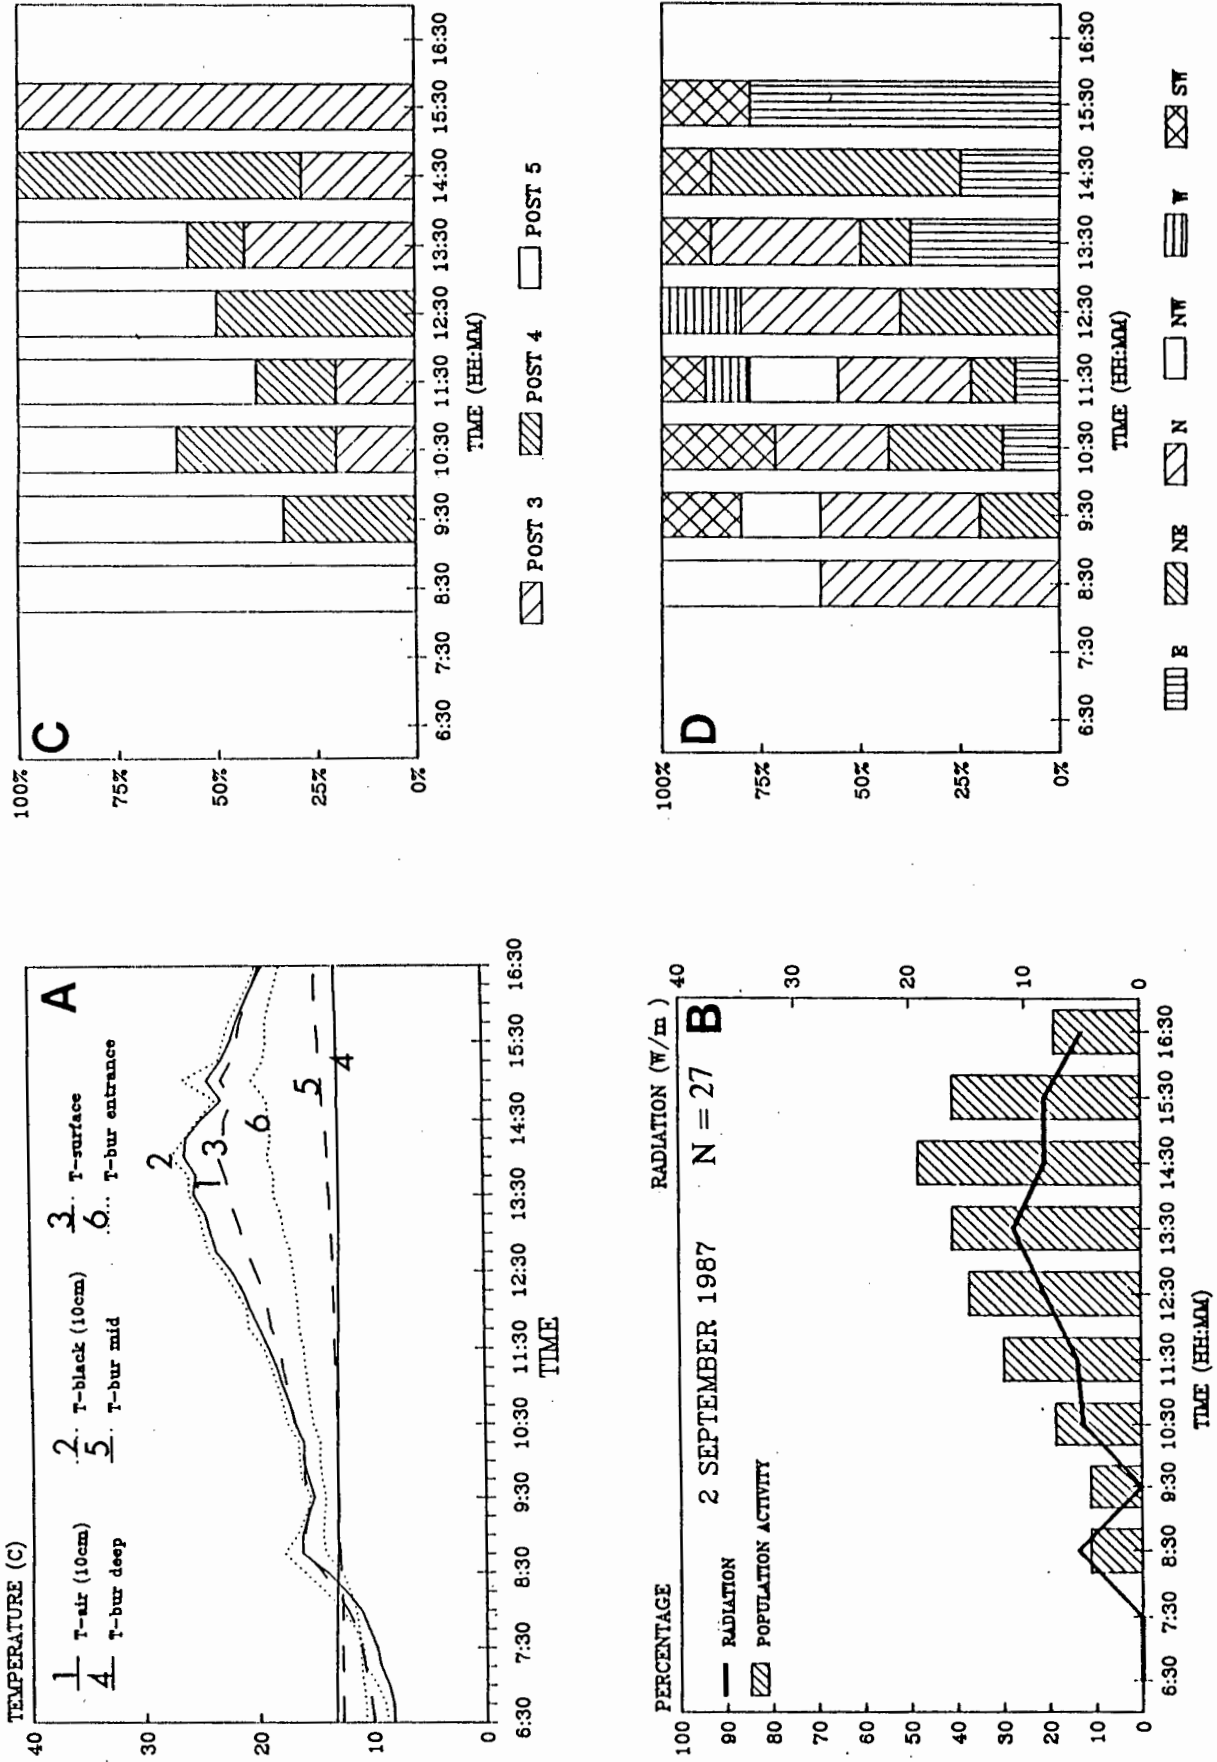 TEMPERATURE (C)
40
30
20
10
0
1 T-air (10cm) 2 T-black (10cm) 3 T-surface
4 T-bur deep 5 T-bur mid 6 T-bur entrance
A
2
1
3
6
5
4
6:30 7:30 8:30 9:30 10:30 11:30 12:30 13:30 14:30 15:30 16:30
TIME
PERCENTAGE
RADIATION (W/m )
100
90
80
70
60
50
40
30
20
10
0
40
30
20
10
0
RADIATION
POPULATION ACTIVITY
2 SEPTEMBER 1987 N = 27
B
6:30 7:30 8:30 9:30 10:30 11:30 12:30 13:30 14:30 15:30 16:30
TIME (HH:MM)
C
100%
75%
50%
25%
0%
6:30 7:30 8:30 9:30 10:30 11:30 12:30 13:30 14:30 15:30 16:30
TIME (HH:MM)
POST 3 POST 4 POST 5
D
100%
75%
50%
25%
0%
6:30 7:30 8:30 9:30 10:30 11:30 12:30 13:30 14:30 15:30 16:30
TIME (HH:MM)
E NE N NW W SW